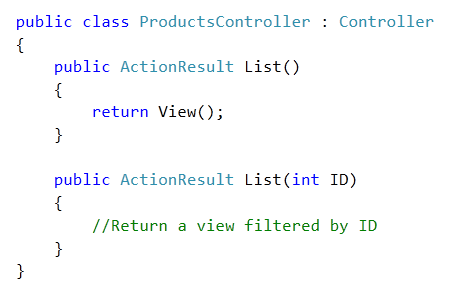 public class ProductsController : Controller
{
    public ActionResult List()
    {
        return View();
    }

    public ActionResult List(int ID)
    {
        //Return a view filtered by ID
    }
}